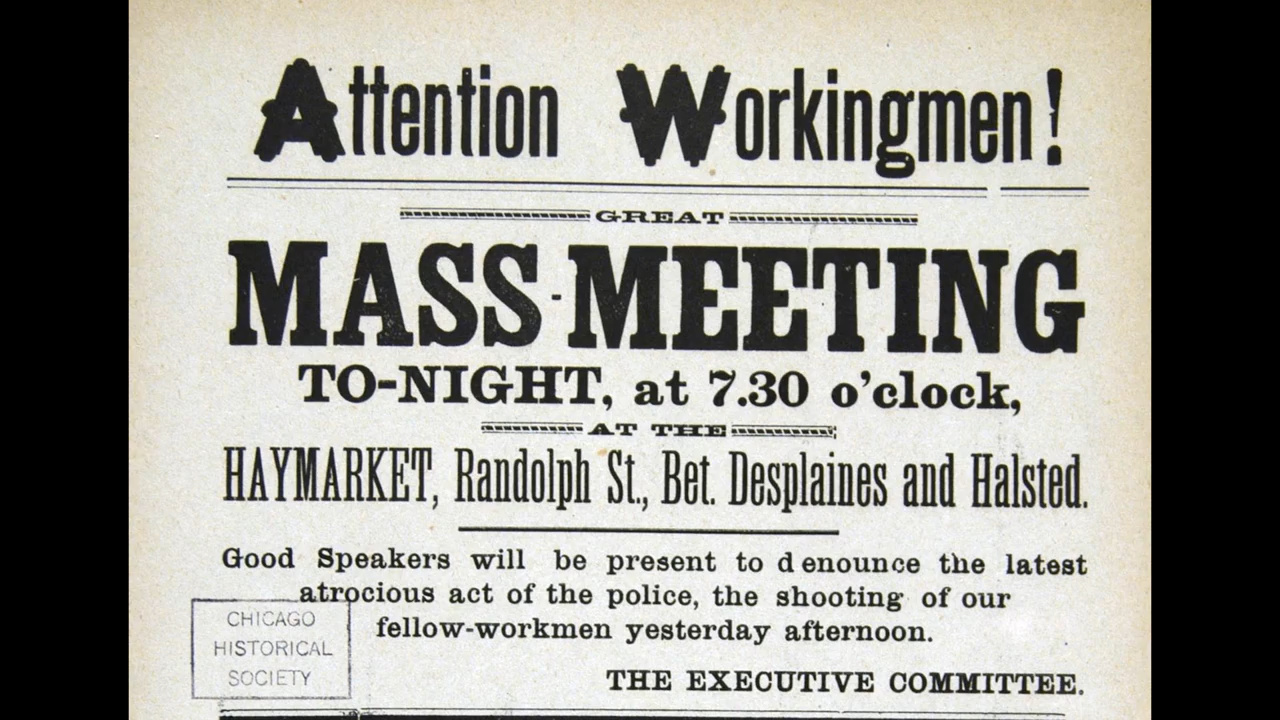 Attention Workingmen!
GREAT
MASS-MEETING
TO-NIGHT, at 7.30 o'clock,
AT THE
HAYMARKET, Randolph St., Bet. Desplaines and Halsted.
Good Speakers will be present to denounce the latest
atrocious act of the police, the shooting of our
fellow-workmen yesterday afternoon.
THE EXECUTIVE COMMITTEE.
CHICAGO
HISTORICAL
SOCIETY